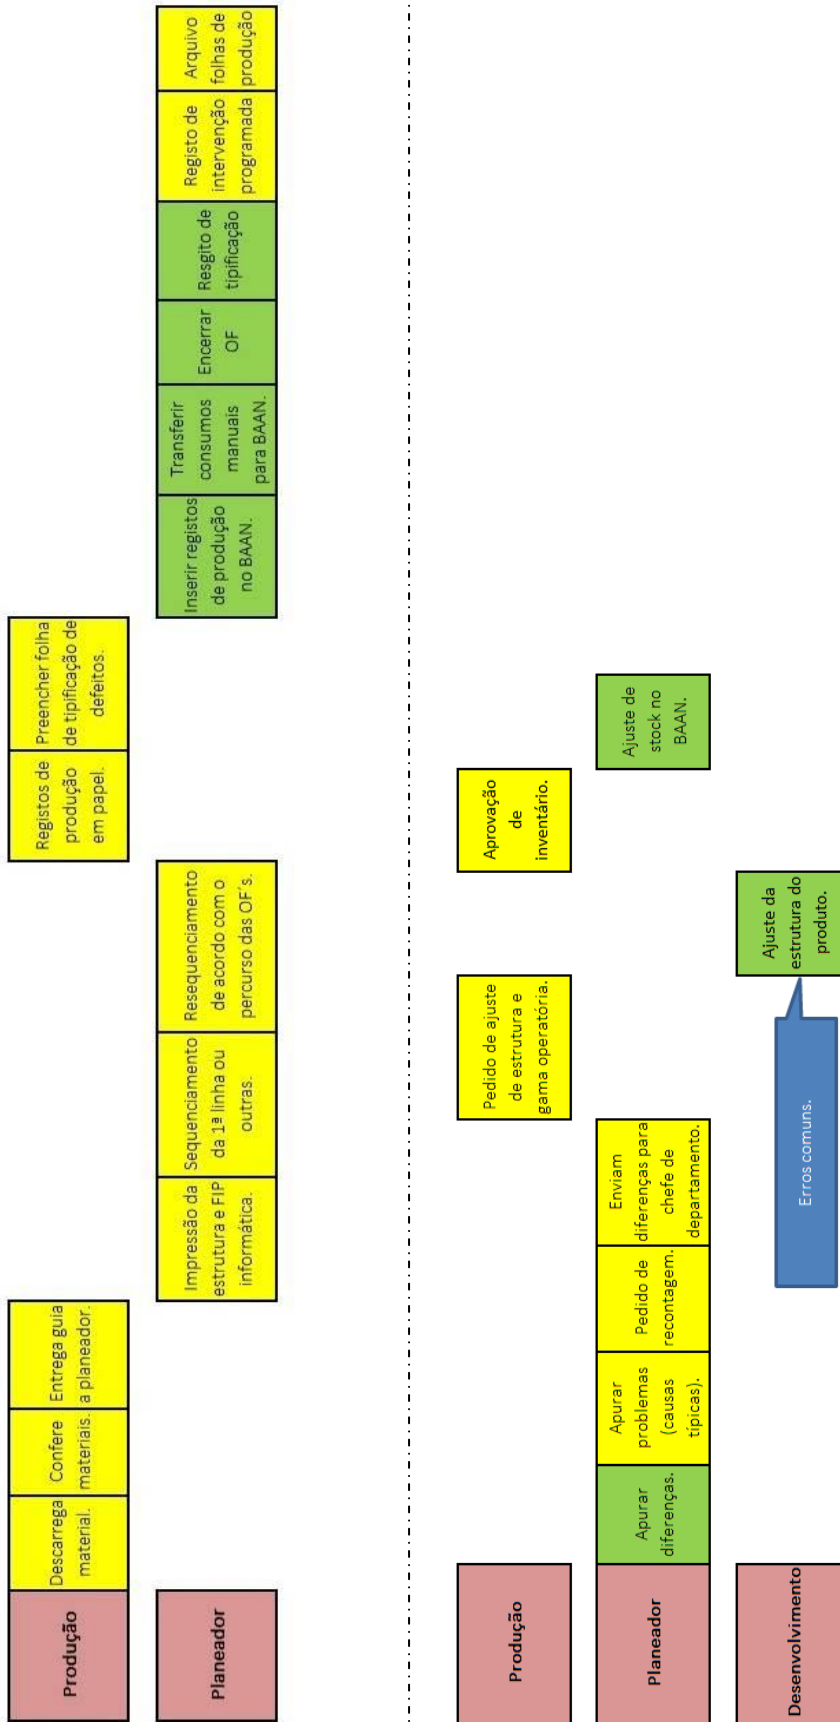 Produção
Descarrega
material.
Confere
materiais.
Entrega guia
a planeador.
Registos de
produção
em papel.
Preencher folha
de tipificação de
defeitos.
Planeador
Impressão da
estrutura e FIP
informática.
Sequenciamento
da 1ª linha ou
outras.
Resequenciamento
de acordo com o
percurso das OF's.
Inserir registos
de produção
no BAAN.
Transferir
consumos
manuais
para BAAN.
Encerrar
OF
Resgito de
tipificação
Registo de
intervenção
programada
Arquivo
folhas de
produção
Produção
Pedido de ajuste
de estrutura e
gama operatória.
Aprovação
de
inventário.
Planeador
Apurar
diferenças.
Apurar
problemas
(causas
típicas).
Pedido de
recontagem.
Enviam
diferenças para
chefe de
departamento.
Ajuste de
stock no
BAAN.
Desenvolvimento
Erros comuns.
Ajuste da
estrutura do
produto.